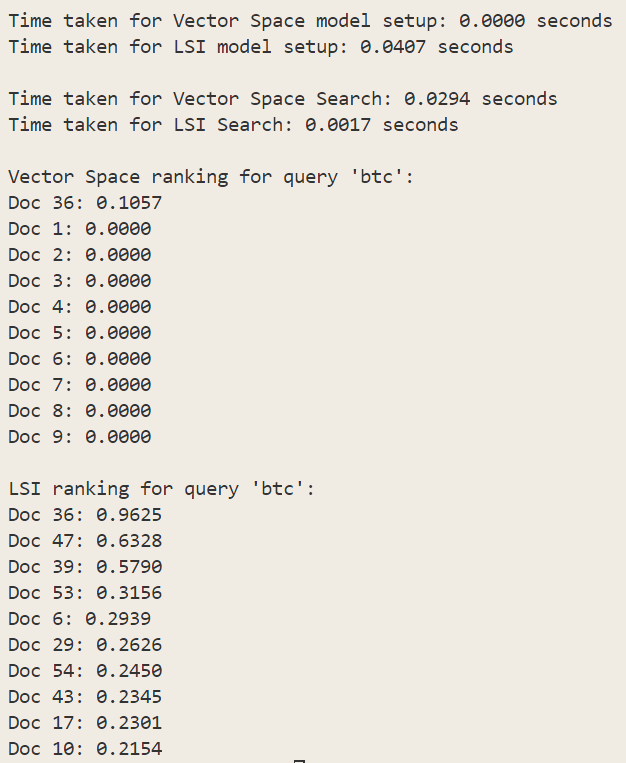 Time taken for Vector Space model setup: 0.0000 seconds
Time taken for LSI model setup: 0.0407 seconds
Time taken for Vector Space Search: 0.0294 seconds
Time taken for LSI Search: 0.0017 seconds
Vector Space ranking for query 'btc':
Doc 36: 0.1057
Doc 1: 0.0000
Doc 2: 0.0000
Doc 3: 0.0000
Doc 4: 0.0000
Doc 5: 0.0000
Doc 6: 0.0000
Doc 7: 0.0000
Doc 8: 0.0000
Doc 9: 0.0000
LSI ranking for query 'btc':
Doc 36: 0.9625
Doc 47: 0.6328
Doc 39: 0.5790
Doc 53: 0.3156
Doc 6: 0.2939
Doc 29: 0.2626
Doc 54: 0.2450
Doc 43: 0.2345
Doc 17: 0.2301
Doc 10: 0.2154